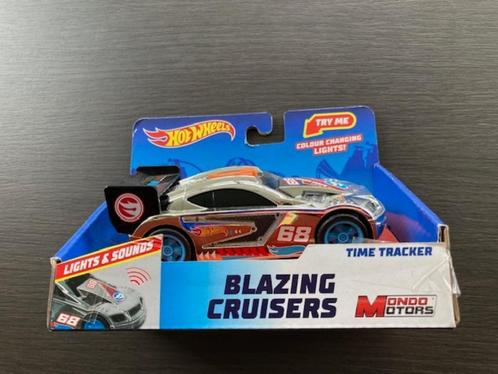 HOT WHEELS
TRY ME
COLOUR CHANGING
LIGHTS!
68
LIGHTS & SOUNDS
68
BLAZING
CRUISERS
TIME TRACKER
MONDO
MOTORS